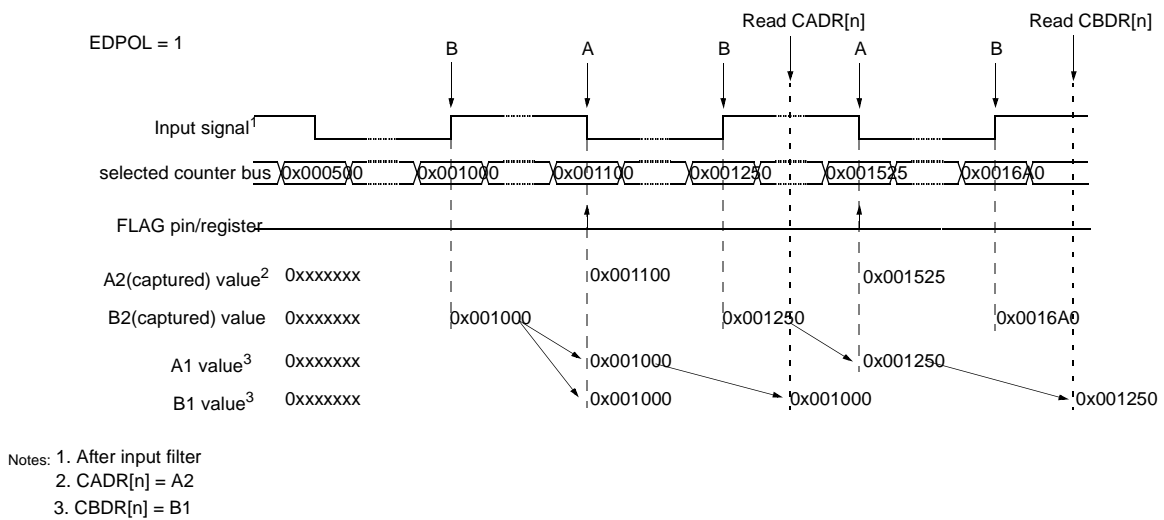 Read CADR[n] Read CBDR[n]
EDPOL = 1
B A B A B
Input signal1
selected counter bus 0x000500 0x001000 0x001100 0x001250 0x001525 0x0016A0
FLAG pin/register
A2(captured) value2 0xxxxxxx 0x001100 0x001525
B2(captured) value 0xxxxxxx 0x001000 0x001250 0x0016A0
A1 value3 0xxxxxxx 0x001000 0x001250
B1 value3 0xxxxxxx 0x001000 0x001000 0x001250
Notes: 1. After input filter
2. CADR[n] = A2
3. CBDR[n] = B1